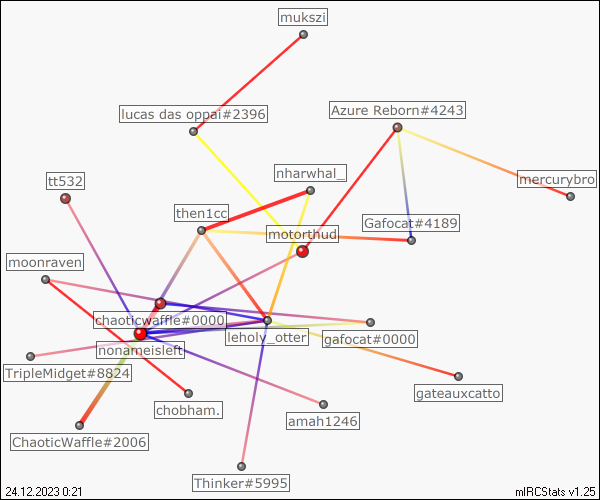 mukszi
lucas das oppai#2396
Azure Reborn#4243
nharwhal_
mercurybro
tt532
then1cc
motorthud
Gafocat#4189
moonraven
chaoticwaffle#0000
leholy_otter
gafocat#0000
nonameisleft
TripleMidget#8824
gateauxcatto
chobham.
amah1246
ChaoticWaffle#2006
Thinker#5995
24.12.2023 0:21
mIRCStats v1.25